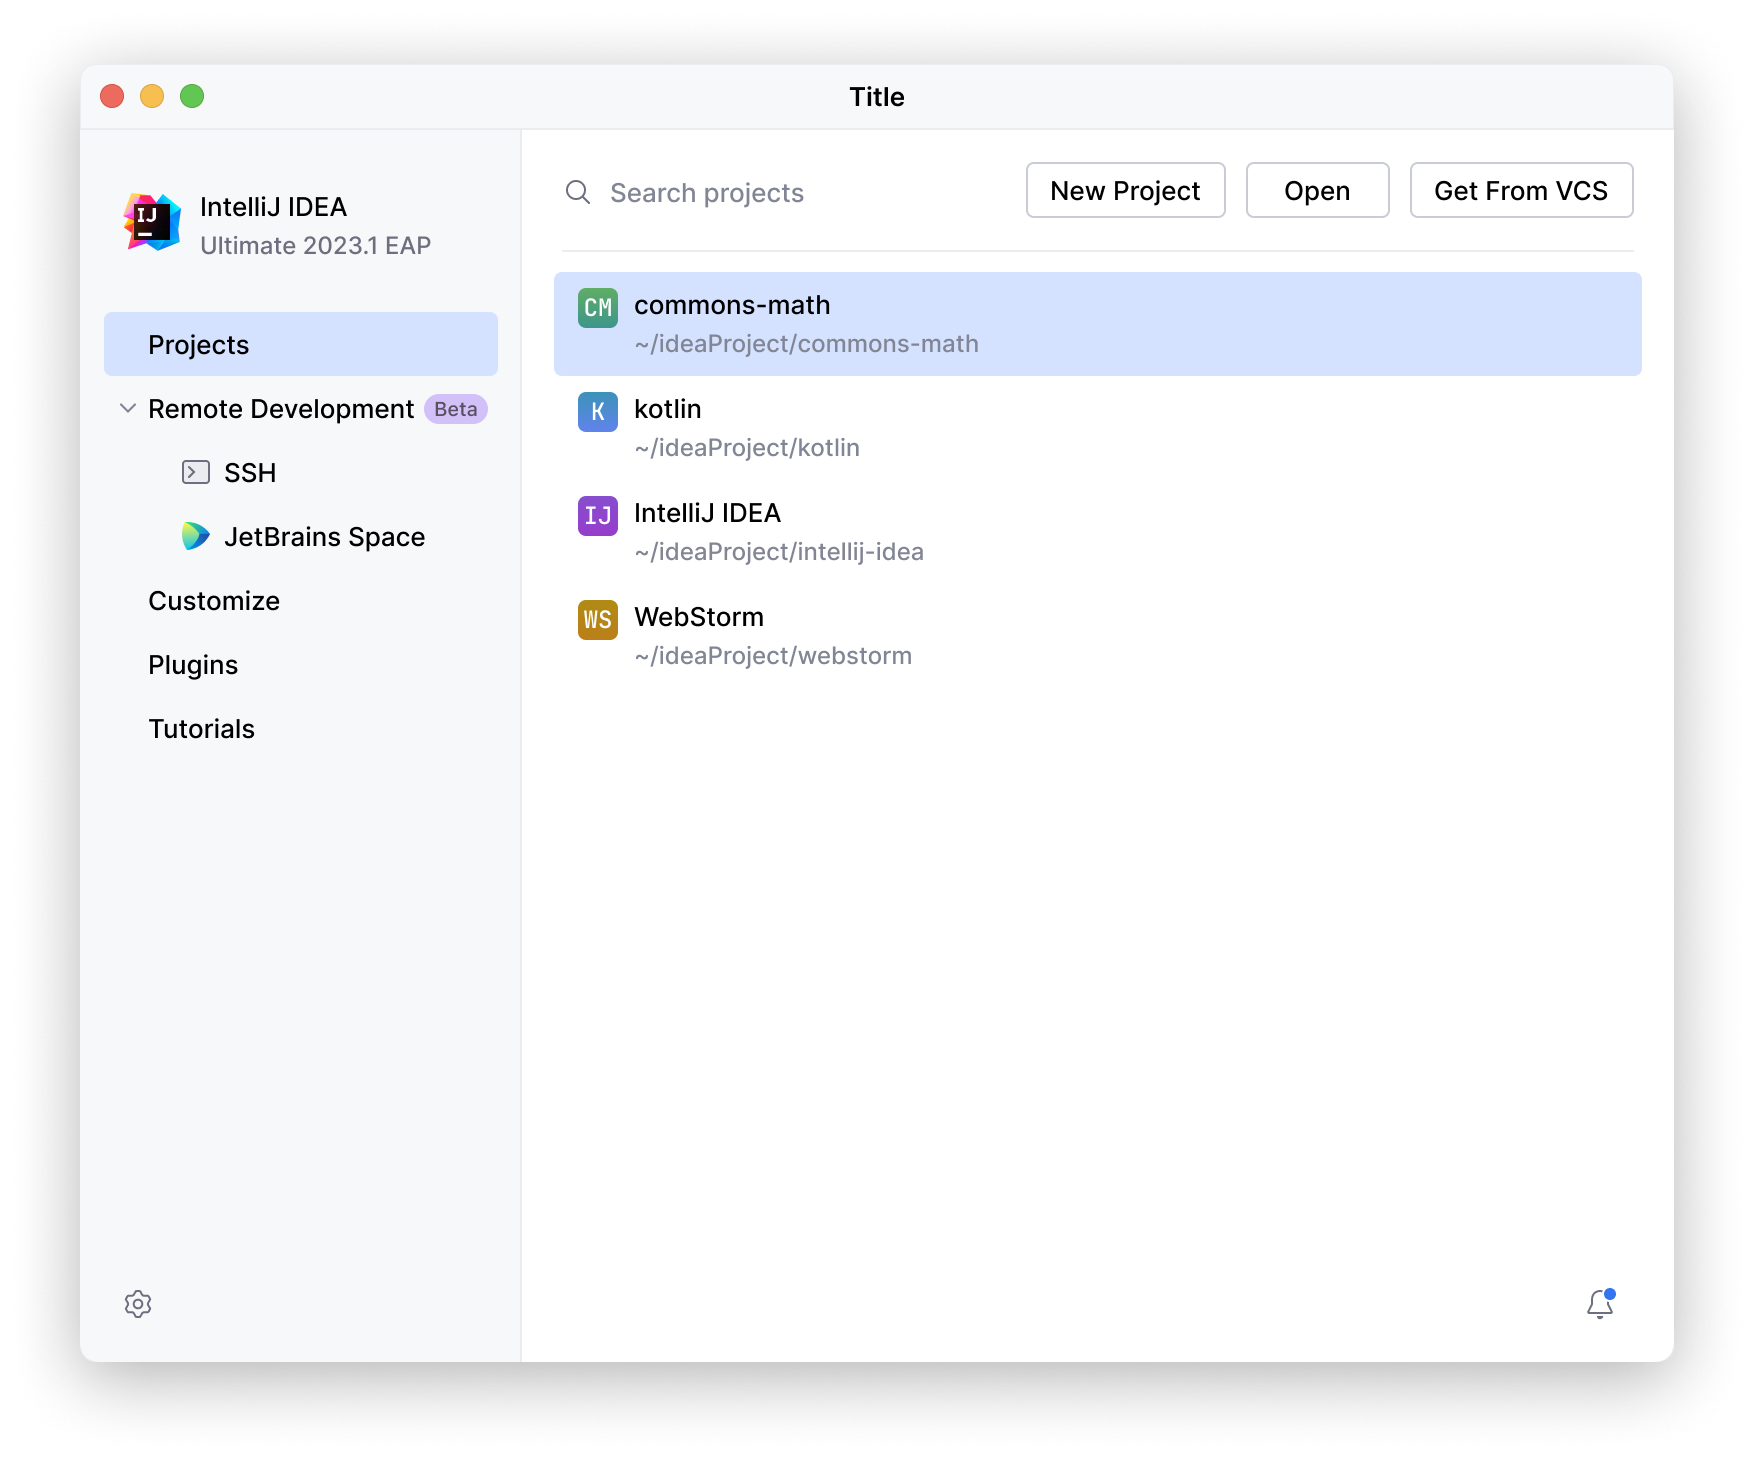 Title
IJ
IntelliJ IDEA
Ultimate 2023.1 EAP
Projects
Remote Development Beta
SSH
JetBrains Space
Customize
Plugins
Tutorials
Search projects
New Project
Open
Get From VCS
CM
commons-math
~/ideaProject/commons-math
K
kotlin
~/ideaProject/kotlin
IJ
IntelliJ IDEA
~/ideaProject/intellij-idea
WS
WebStorm
~/ideaProject/webstorm